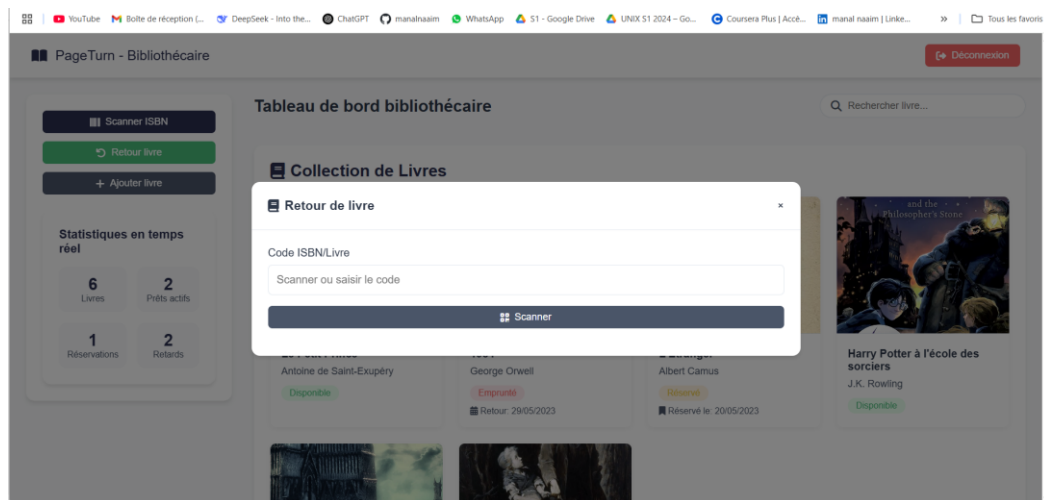 YouTube Boîte de réception (... DeepSeek - Into the... ChatGPT manalnaaim WhatsApp S1 - Google Drive UNIX S1 2024 – Go... Coursera Plus | Accé... manal naaim | Linke... » Tous les favoris
PageTurn - Bibliothécaire
Déconnexion
Scanner ISBN
Retour livre
+ Ajouter livre
Statistiques en temps
réel
6
Livres
2
Prêts actifs
1
Réservations
2
Retards
Tableau de bord bibliothécaire
Rechercher livre...
Collection de Livres
Retour de livre
×
Code ISBN/Livre
Scanner ou saisir le code
Scanner
and the
Philosopher's Stone
Antoine de Saint-Exupéry
Disponible
George Orwell
Emprunté
Retour: 29/05/2023
Albert Camus
Réservé
Réservé le: 20/05/2023
Harry Potter à l'école des
sorciers
J.K. Rowling
Disponible